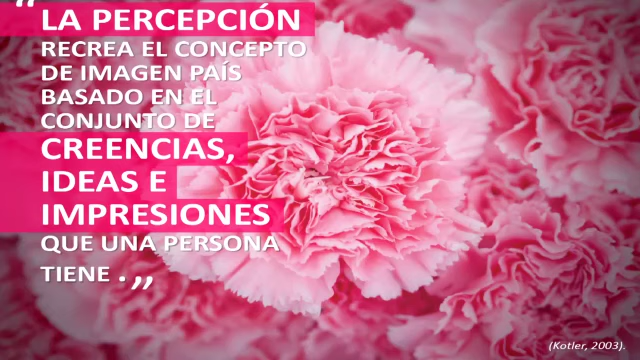 “
LA PERCEPCIÓN
RECREA EL CONCEPTO
DE IMAGEN PAÍS
BASADO EN EL
CONJUNTO DE
CREENCIAS,
IDEAS E
IMPRESIONES
QUE UNA PERSONA
TIENE .„
(Kotler, 2003).